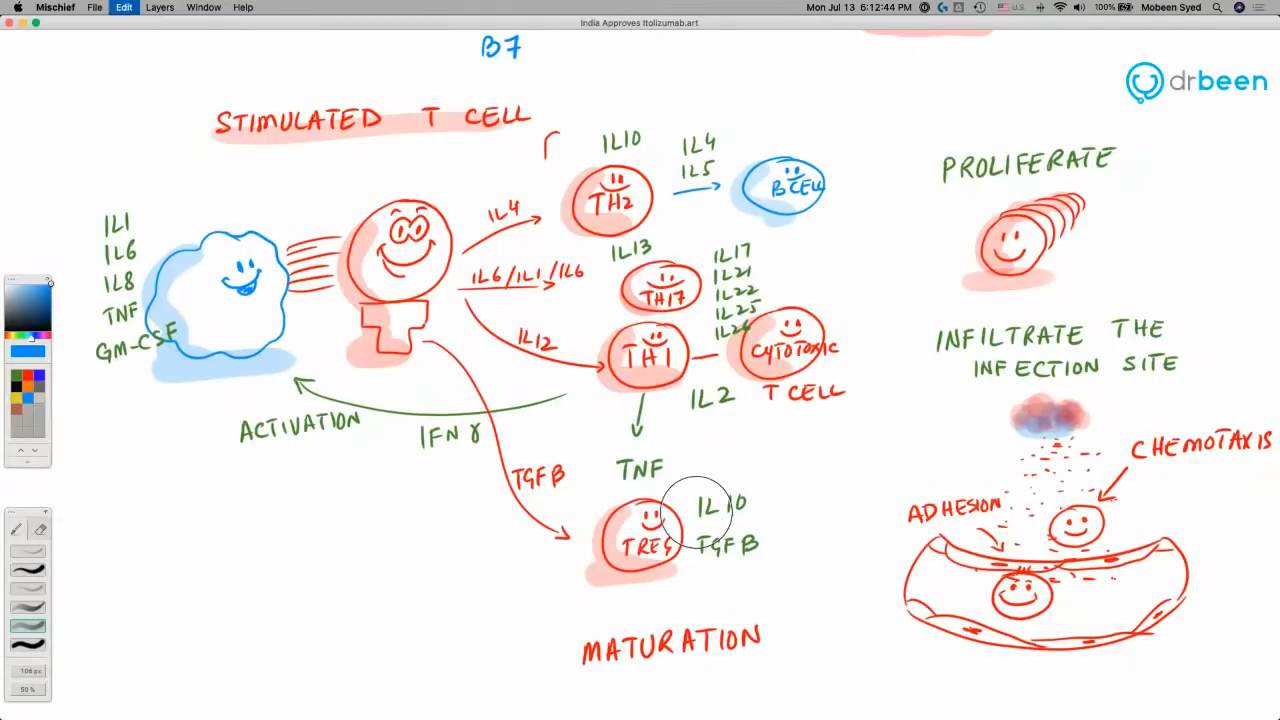 Mischief File Edit Layers Window Help
100% Mon Jul 13 6:12:44 PM Mobeen Syed
India Approves Itolizumab.art
B7
drbeen
STIMULATED T CELL
IL10
IL4
IL5
TH2
B CELL
IL4
IL1
IL6
IL8
TNF
GM-CSF
IL6/IL1/IL6
IL13
TH17
IL17
IL21
IL22
IL25
IL26
IL12
TH1
CYTOTOXIC
T CELL
IL2
ACTIVATION
IFN γ
TNF
TGF B
TREG
IL10
TGF B
MATURATION
PROLIFERATE
INFILTRATE THE
INFECTION SITE
CHEMOTAXIS
ADHESION
106 px
50 %